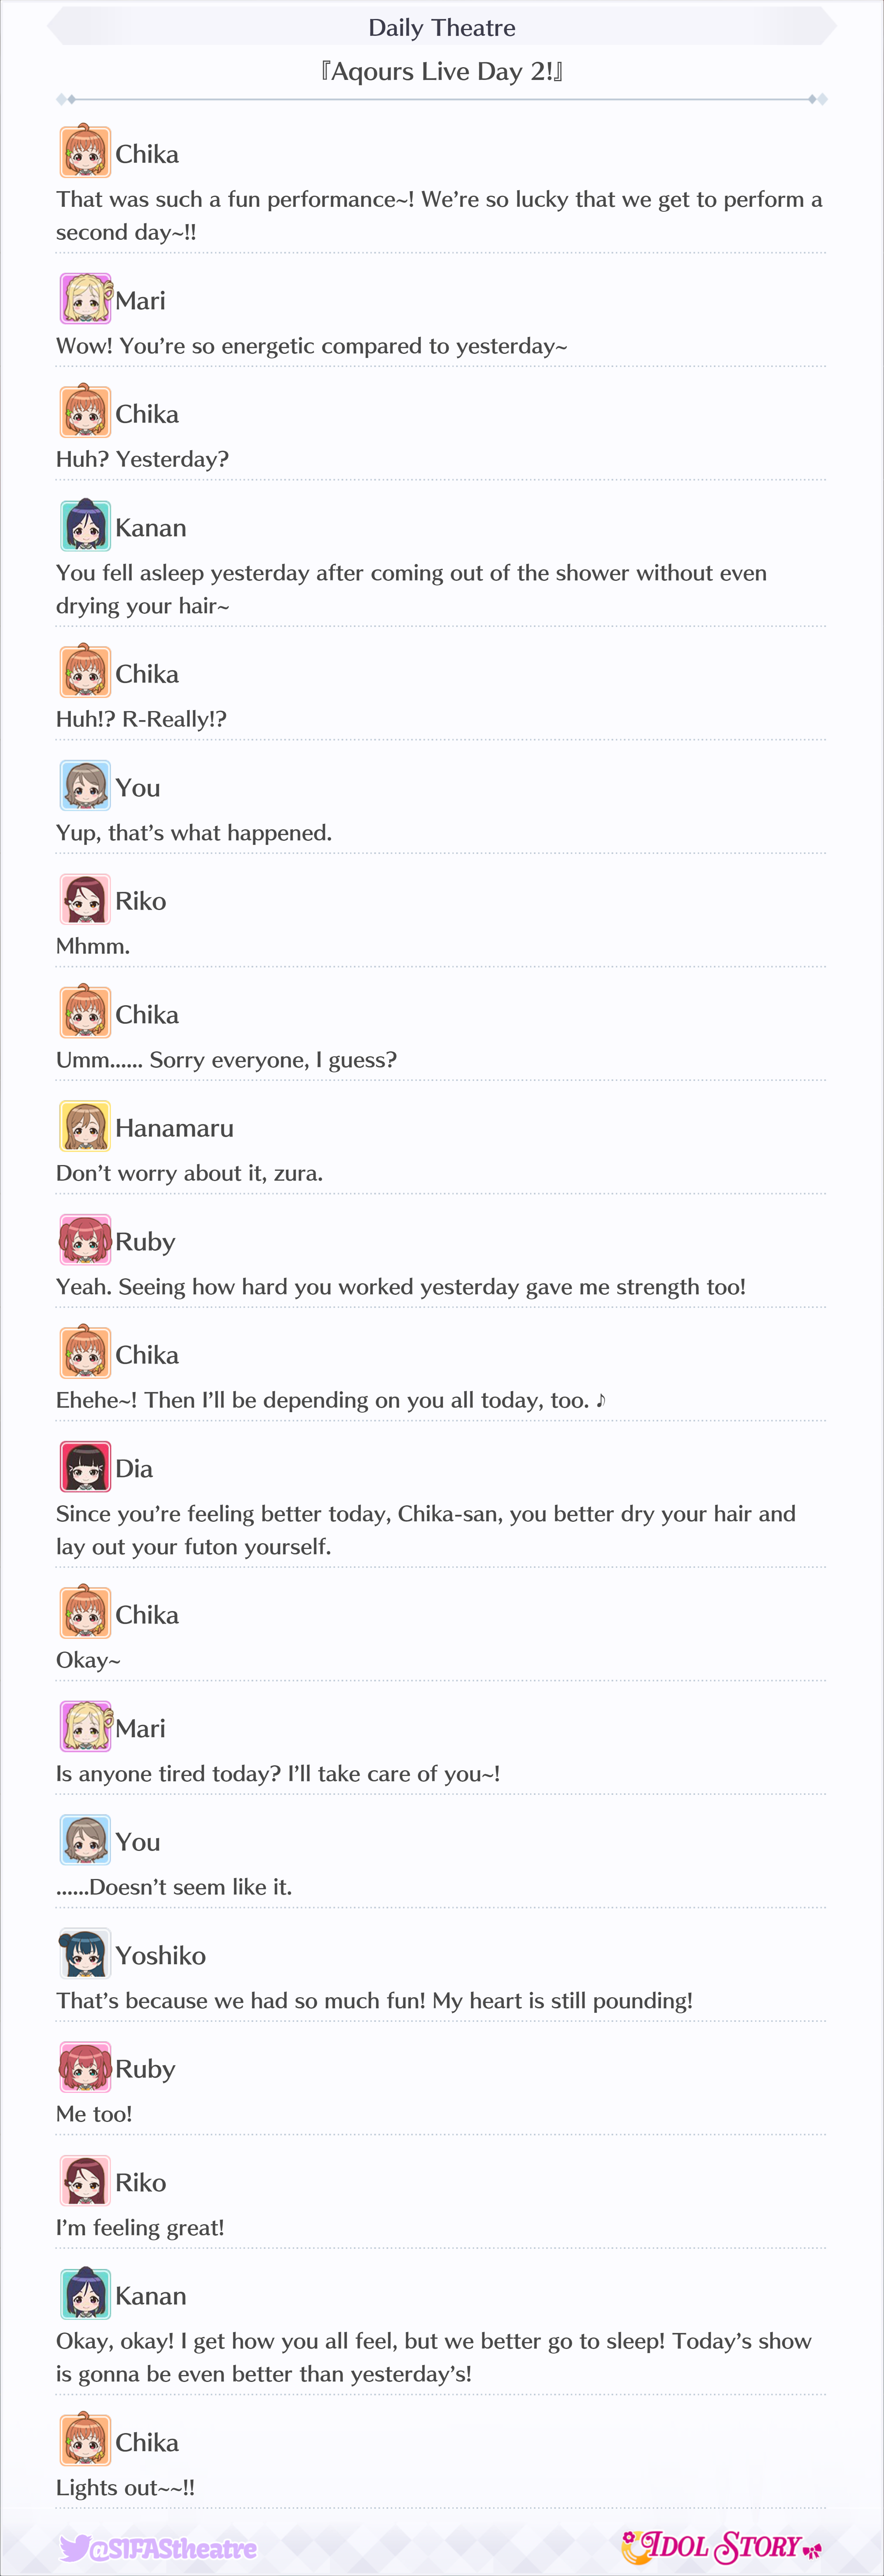 Daily Theatre
『Aqours Live Day 2!』
Chika
That was such a fun performance~! We’re so lucky that we get to perform a
second day~!!
Mari
Wow! You’re so energetic compared to yesterday~
Chika
Huh? Yesterday?
Kanan
You fell asleep yesterday after coming out of the shower without even
drying your hair~
Chika
Huh!? R-Really!?
You
Yup, that’s what happened.
Riko
Mhmm.
Chika
Umm...... Sorry everyone, I guess?
Hanamaru
Don’t worry about it, zura.
Ruby
Yeah. Seeing how hard you worked yesterday gave me strength too!
Chika
Ehehe~! Then I’ll be depending on you all today, too. ♪
Dia
Since you’re feeling better today, Chika-san, you better dry your hair and
lay out your futon yourself.
Chika
Okay~
Mari
Is anyone tired today? I’ll take care of you~!
You
......Doesn’t seem like it.
Yoshiko
That’s because we had so much fun! My heart is still pounding!
Ruby
Me too!
Riko
I’m feeling great!
Kanan
Okay, okay! I get how you all feel, but we better go to sleep! Today’s show
is gonna be even better than yesterday’s!
Chika
Lights out~~!!
@SIFAStheatre
IDOL STORY